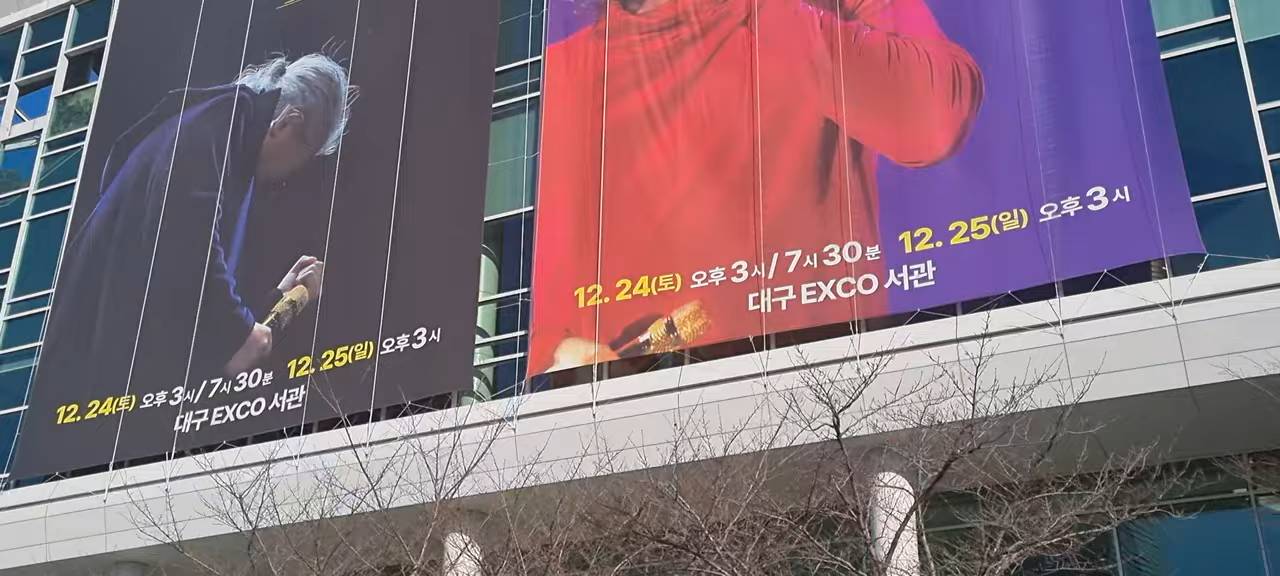 12. 24(토) 오후 3시 / 7시 30분 12. 25(일) 오후 3시
대구 EXCO 서관
12. 24(토) 오후 3시 / 7시 30분 12. 25(일) 오후 3시
대구 EXCO 서관